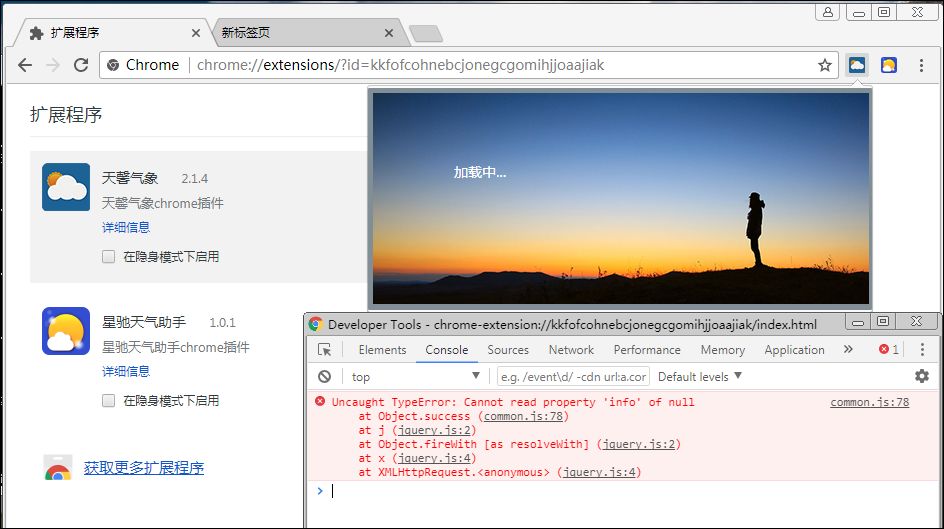 扩展程序
新标签页
Chrome
chrome://extensions/?id=kkfofcohnebcjonegcgomihjjoaajiak
扩展程序
天馨气象 2.1.4
天馨气象chrome插件
详细信息
在隐身模式下启用
星驰天气助手 1.0.1
星驰天气助手chrome插件
详细信息
在隐身模式下启用
获取更多扩展程序
加载中...
Developer Tools - chrome-extension://kkfofcohnebcjonegcgomihjjoaajiak/index.html
Elements Console Sources Network Performance Memory Application » 1
top e.g. /event\d/ -cdn url:a.cor Default levels
Uncaught TypeError: Cannot read property 'info' of null common.js:78
at Object.success (common.js:78)
at j (jquery.js:2)
at Object.fireWith [as resolveWith] (jquery.js:2)
at x (jquery.js:4)
at XMLHttpRequest.<anonymous> (jquery.js:4)
>